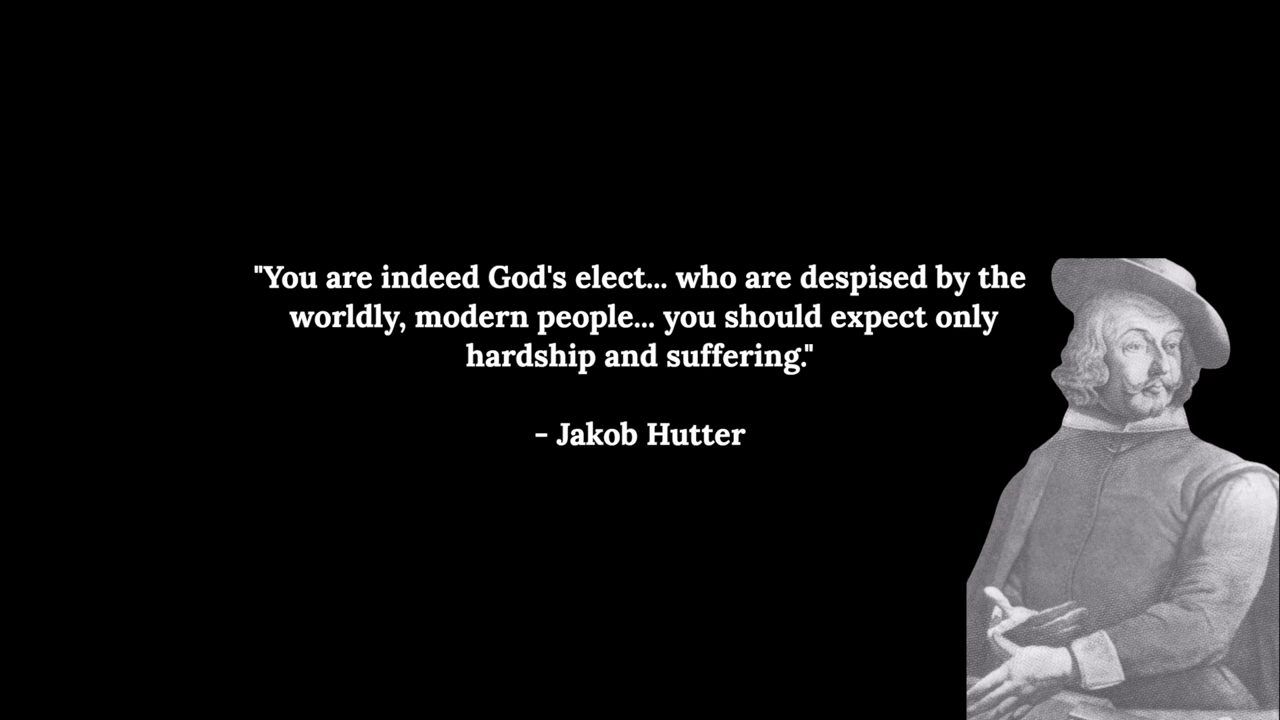 "You are indeed God's elect... who are despised by the
worldly, modern people... you should expect only
hardship and suffering."
- Jakob Hutter